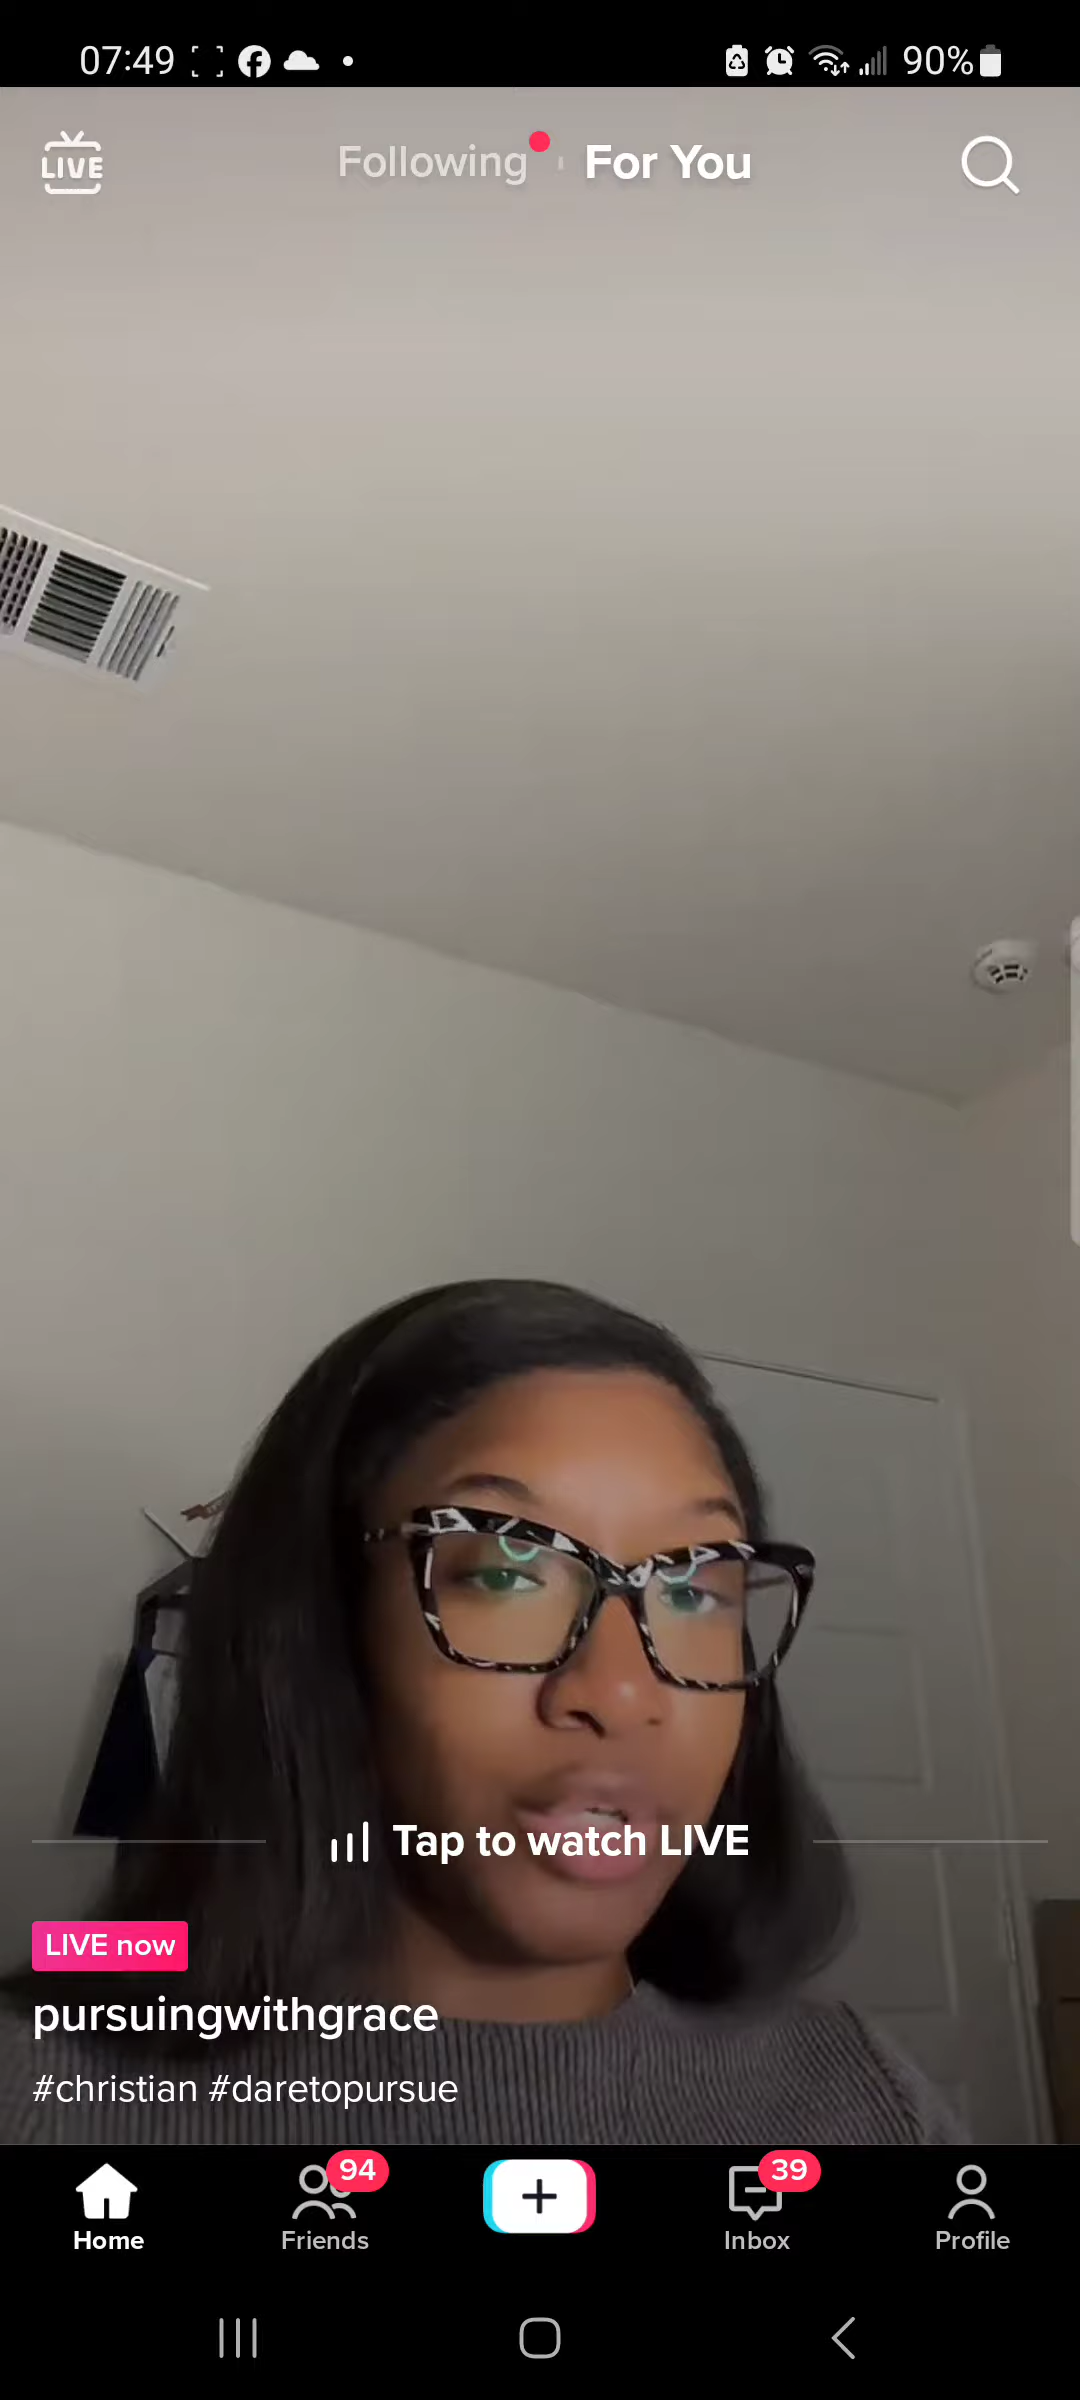 07:49 90%
LIVE Following For You
Tap to watch LIVE
LIVE now
pursuingwithgrace
#christian #daretopursue
94 39
Home Friends Inbox Profile